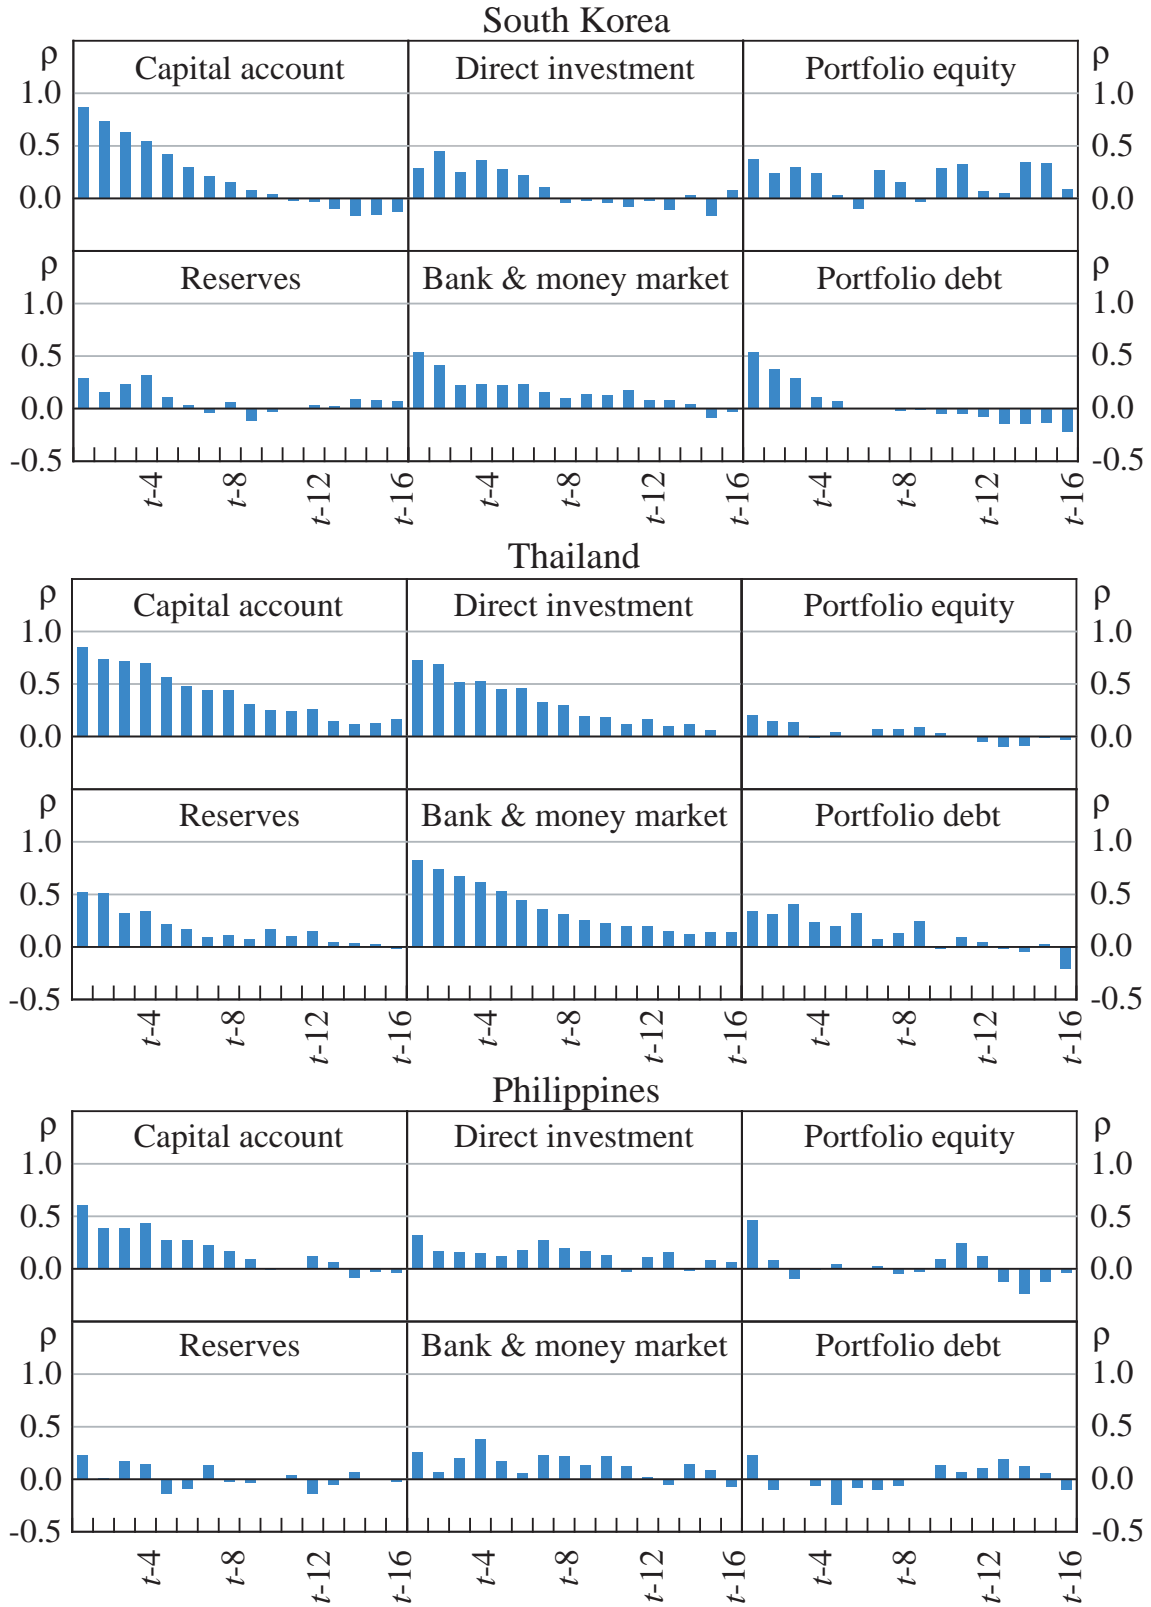 South Korea
ρ Capital account Direct investment Portfolio equity ρ
1.0 1.0
0.5 0.5
0.0 0.0
ρ Reserves Bank & money market Portfolio debt ρ
1.0 1.0
0.5 0.5
0.0 0.0
-0.5 -0.5
t-4 t-8 t-12 t-16 t-4 t-8 t-12 t-16 t-4 t-8 t-12 t-16
Thailand
ρ Capital account Direct investment Portfolio equity ρ
1.0 1.0
0.5 0.5
0.0 0.0
ρ Reserves Bank & money market Portfolio debt ρ
1.0 1.0
0.5 0.5
0.0 0.0
-0.5 -0.5
t-4 t-8 t-12 t-16 t-4 t-8 t-12 t-16 t-4 t-8 t-12 t-16
Philippines
ρ Capital account Direct investment Portfolio equity ρ
1.0 1.0
0.5 0.5
0.0 0.0
ρ Reserves Bank & money market Portfolio debt ρ
1.0 1.0
0.5 0.5
0.0 0.0
-0.5 -0.5
t-4 t-8 t-12 t-16 t-4 t-8 t-12 t-16 t-4 t-8 t-12 t-16